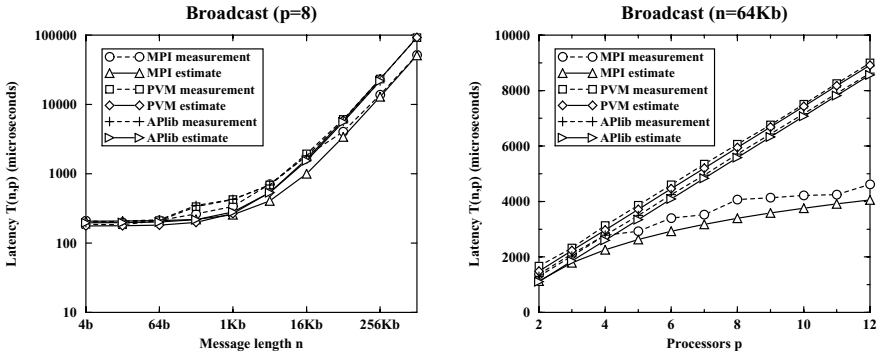 Broadcast (p=8)
Latency T(n,p) (microseconds)
100000
10000
1000
100
10
MPI measurement
MPI estimate
PVM measurement
PVM estimate
APlib measurement
APlib estimate
4b 64b 1Kb 16Kb 256Kb
Message length n
Broadcast (n=64Kb)
Latency T(n,p) (microseconds)
10000
8000
6000
4000
2000
0
MPI measurement
MPI estimate
PVM measurement
PVM estimate
APlib measurement
APlib estimate
2 4 6 8 10 12
Processors p